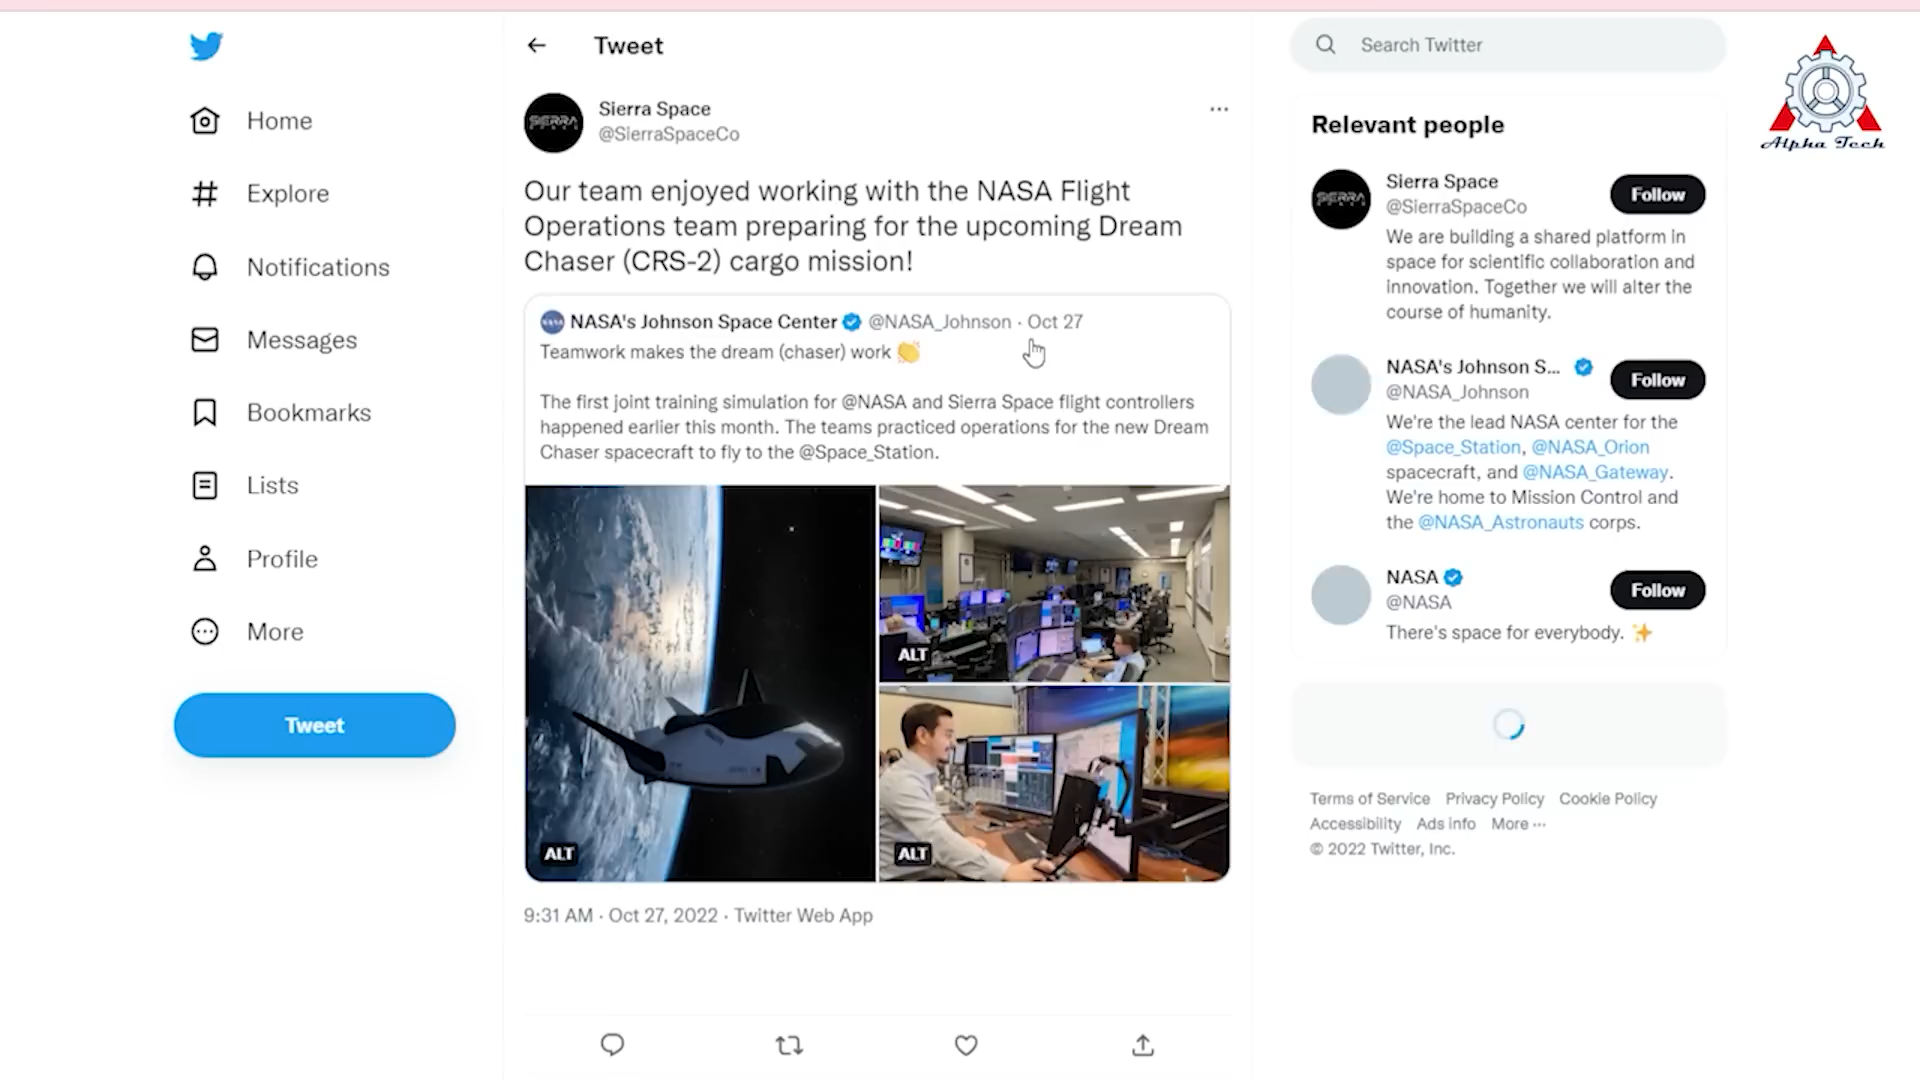 Home
Explore
Notifications
Messages
Bookmarks
Lists
Profile
More
Tweet
Tweet
SIERRA
SPACE
Sierra Space
@SierraSpaceCo
Our team enjoyed working with the NASA Flight
Operations team preparing for the upcoming Dream
Chaser (CRS-2) cargo mission!
NASA's Johnson Space Center @NASA_Johnson · Oct 27
Teamwork makes the dream (chaser) work 👏
The first joint training simulation for @NASA and Sierra Space flight controllers
happened earlier this month. The teams practiced operations for the new Dream
Chaser spacecraft to fly to the @Space_Station.
ALT
ALT
ALT
9:31 AM · Oct 27, 2022 · Twitter Web App
Search Twitter
Alpha Tech
Relevant people
SIERRA
SPACE
Sierra Space
@SierraSpaceCo
Follow
We are building a shared platform in
space for scientific collaboration and
innovation. Together we will alter the
course of humanity.
NASA's Johnson S...
@NASA_Johnson
Follow
We're the lead NASA center for the
@Space_Station, @NASA_Orion
spacecraft, and @NASA_Gateway.
We're home to Mission Control and
the @NASA_Astronauts corps.
NASA
@NASA
Follow
There's space for everybody. ✨
Terms of Service Privacy Policy Cookie Policy
Accessibility Ads info More ···
© 2022 Twitter, Inc.